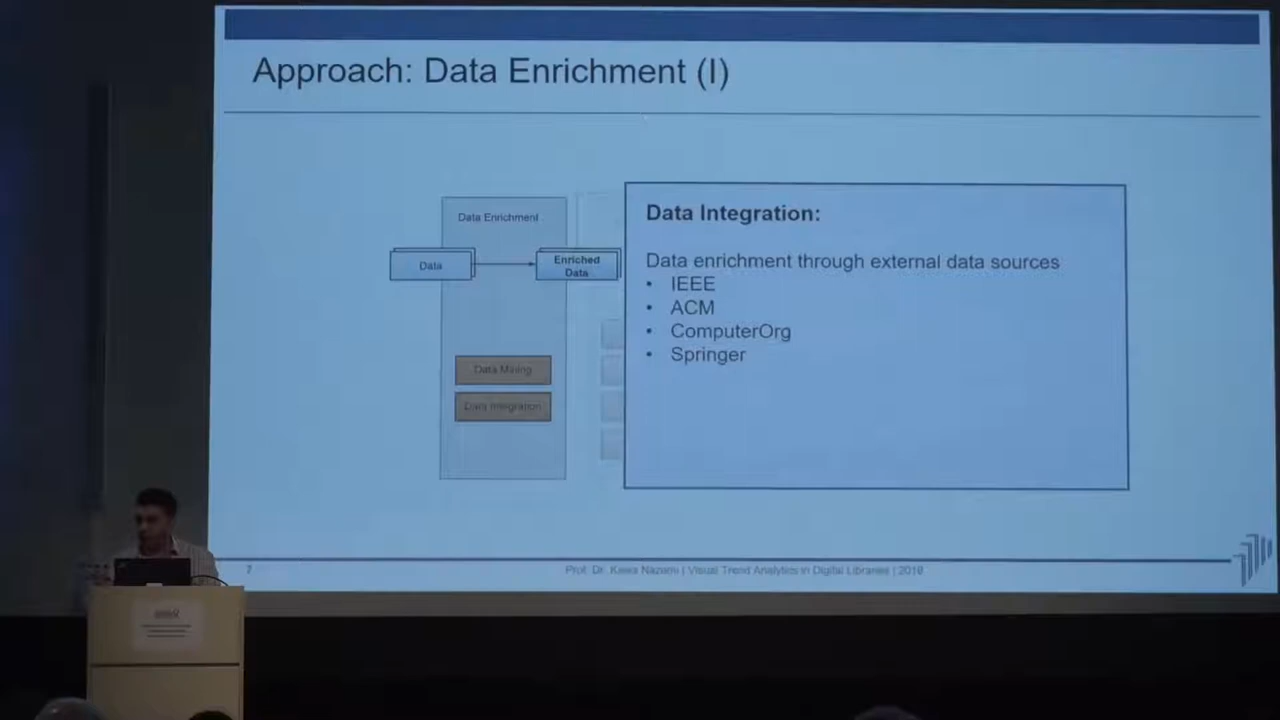 Approach: Data Enrichment (I)
Data Enrichment
Data
Enriched
Data
Data Mining
Data Integration
Data Integration:
Data enrichment through external data sources
• IEEE
• ACM
• ComputerOrg
• Springer
7
Prof. Dr. Kawa Nazemi | Visual Trend Analytics in Digital Libraries | 2019